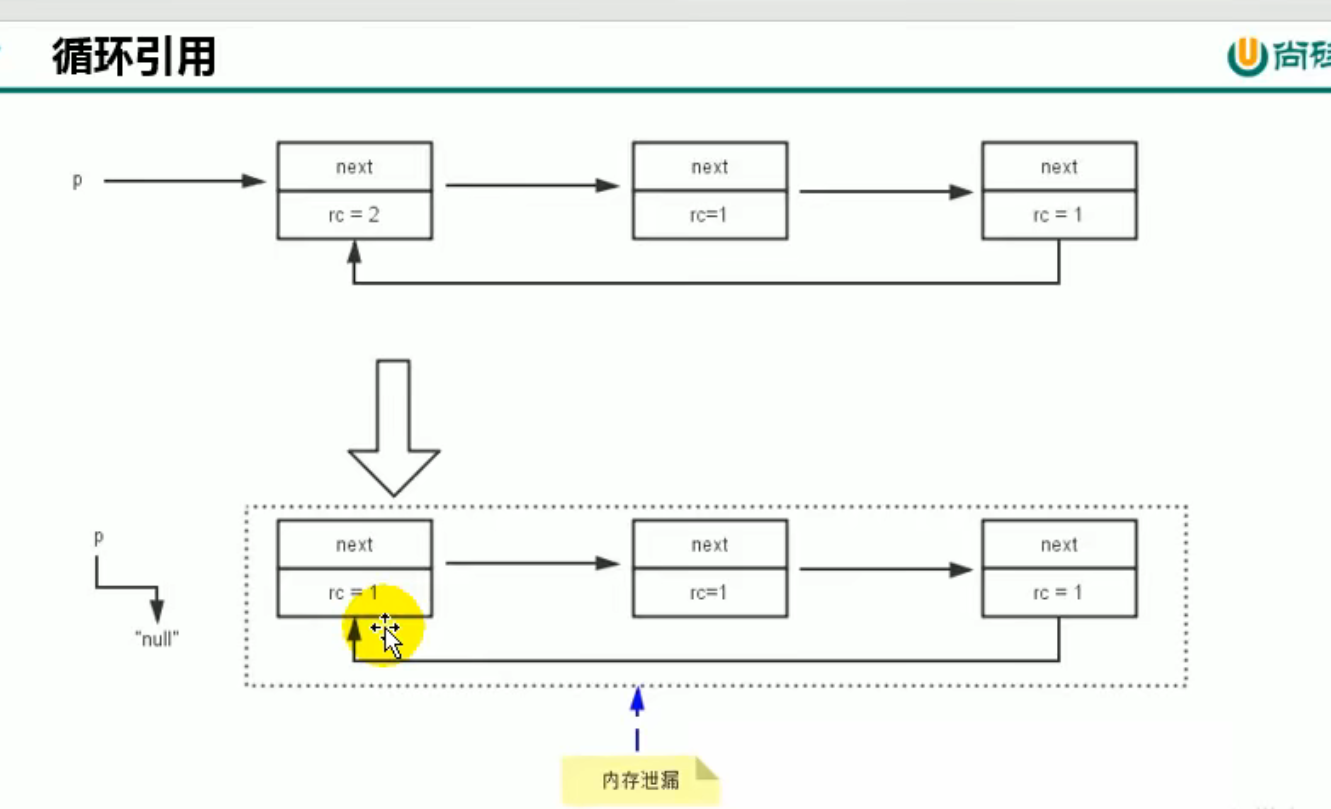 循环引用
尚硅
p
next
rc = 2
next
rc=1
next
rc = 1
p
"null"
next
rc = 1
next
rc=1
next
rc = 1
内存泄漏